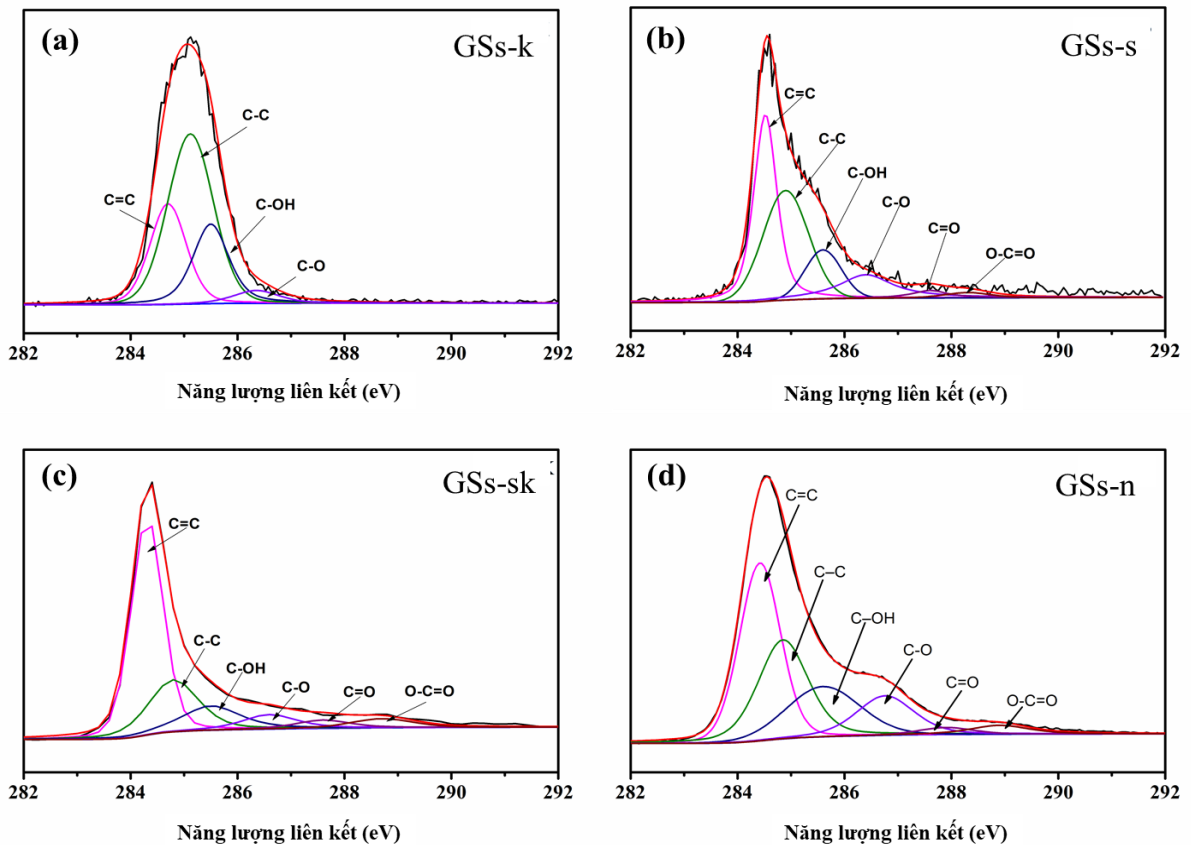 (a) GSs-k
C-C
C=C
C-OH
C-O
282 284 286 288 290 292
Năng lượng liên kết (eV)
(b) GSs-s
C=C
C-C
C-OH
C-O
C=O
O-C=O
282 284 286 288 290 292
Năng lượng liên kết (eV)
(c) GSs-sk
C=C
C-C
C-OH
C-O
C=O
O-C=O
282 284 286 288 290 292
Năng lượng liên kết (eV)
(d) GSs-n
C=C
C–C
C–OH
C-O
C=O
O-C=O
282 284 286 288 290 292
Năng lượng liên kết (eV)